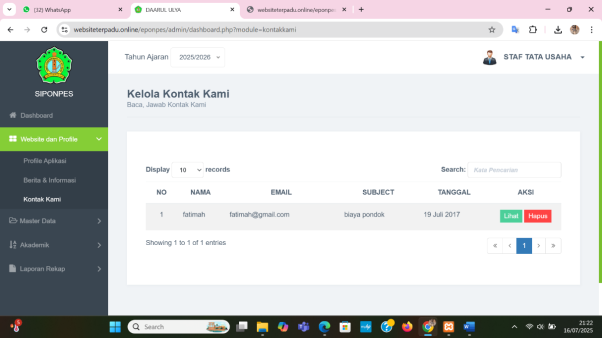 (32) WhatsApp
DAARUL ULYA
websiteterpadu.online/eponpe
websiteterpadu.online/eponpes/admin/dashboard.php?module=kontakkami
SIPONPES
Tahun Ajaran 2025/2026
STAF TATA USAHA
Dashboard
Website dan Profile
Profile Aplikasi
Berita & Informasi
Kontak Kami
Master Data
Akademik
Laporan Rekap
Kelola Kontak Kami
Baca, Jawab Kontak Kami
Display 10 records
Search: Kata Pencarian
NO NAMA EMAIL SUBJECT TANGGAL AKSI
1 fatimah fatimah@gmail.com biaya pondok 19 Juli 2017 Lihat Hapus
Showing 1 to 1 of 1 entries
« ‹ 1 › »
Search
21:22
16/07/2025